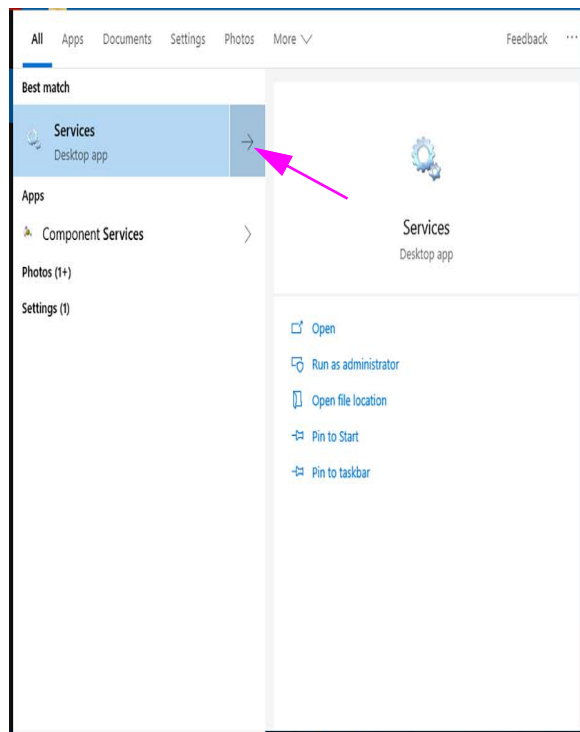 All Apps Documents Settings Photos More Feedback ...
Best match
Services
Desktop app
Apps
Component Services
Photos (1+)
Settings (1)
Services
Desktop app
Open
Run as administrator
Open file location
Pin to Start
Pin to taskbar